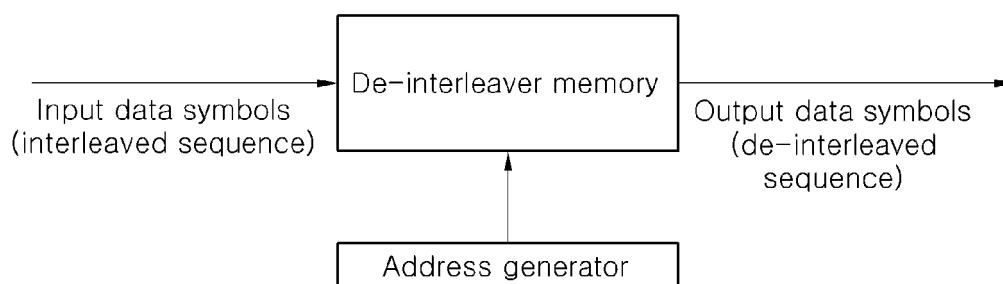 De-interleaver memory
Input data symbols
(interleaved sequence)
Output data symbols
(de-interleaved
sequence)
Address generator